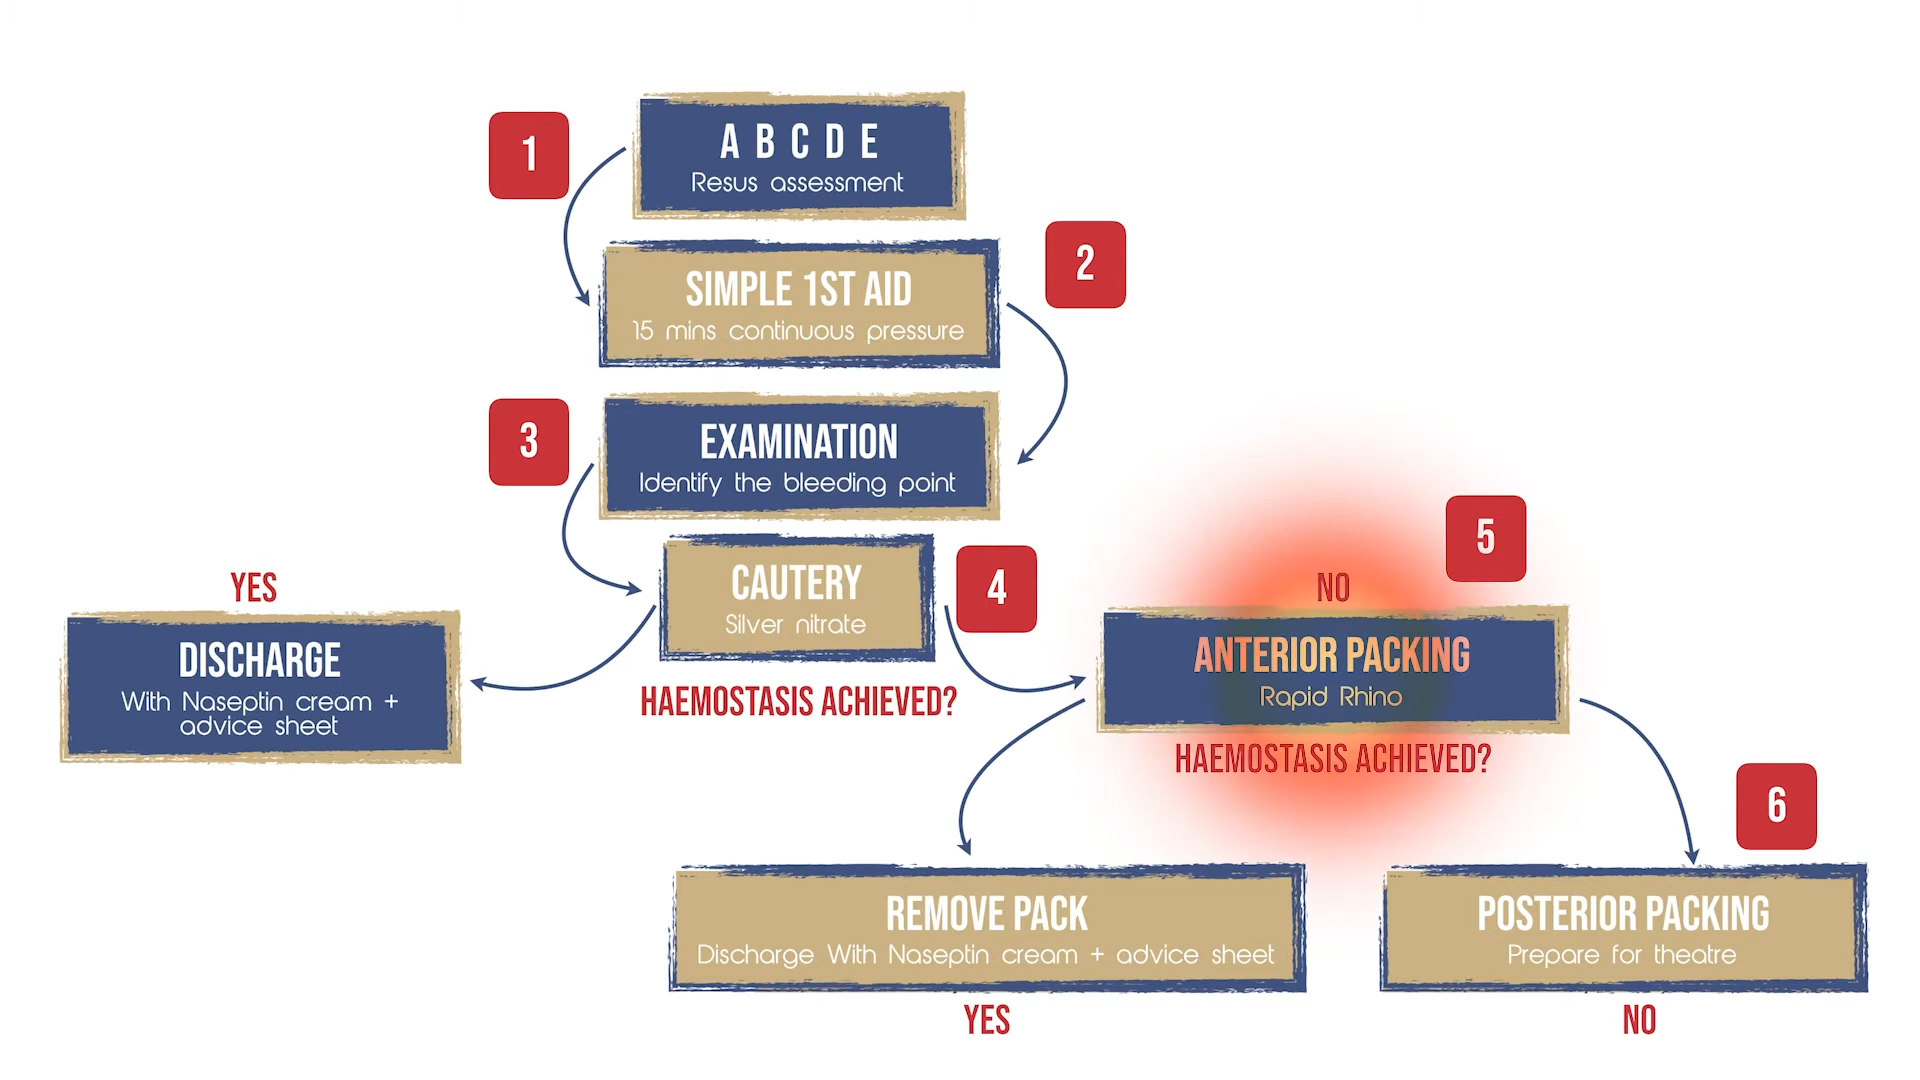 1
A B C D E
Resus assessment
2
SIMPLE 1ST AID
15 mins continuous pressure
3
EXAMINATION
Identify the bleeding point
4
CAUTERY
Silver nitrate
HAEMOSTASIS ACHIEVED?
YES
DISCHARGE
With Naseptin cream +
advice sheet
5
NO
ANTERIOR PACKING
Rapid Rhino
HAEMOSTASIS ACHIEVED?
REMOVE PACK
Discharge With Naseptin cream + advice sheet
YES
6
POSTERIOR PACKING
Prepare for theatre
NO